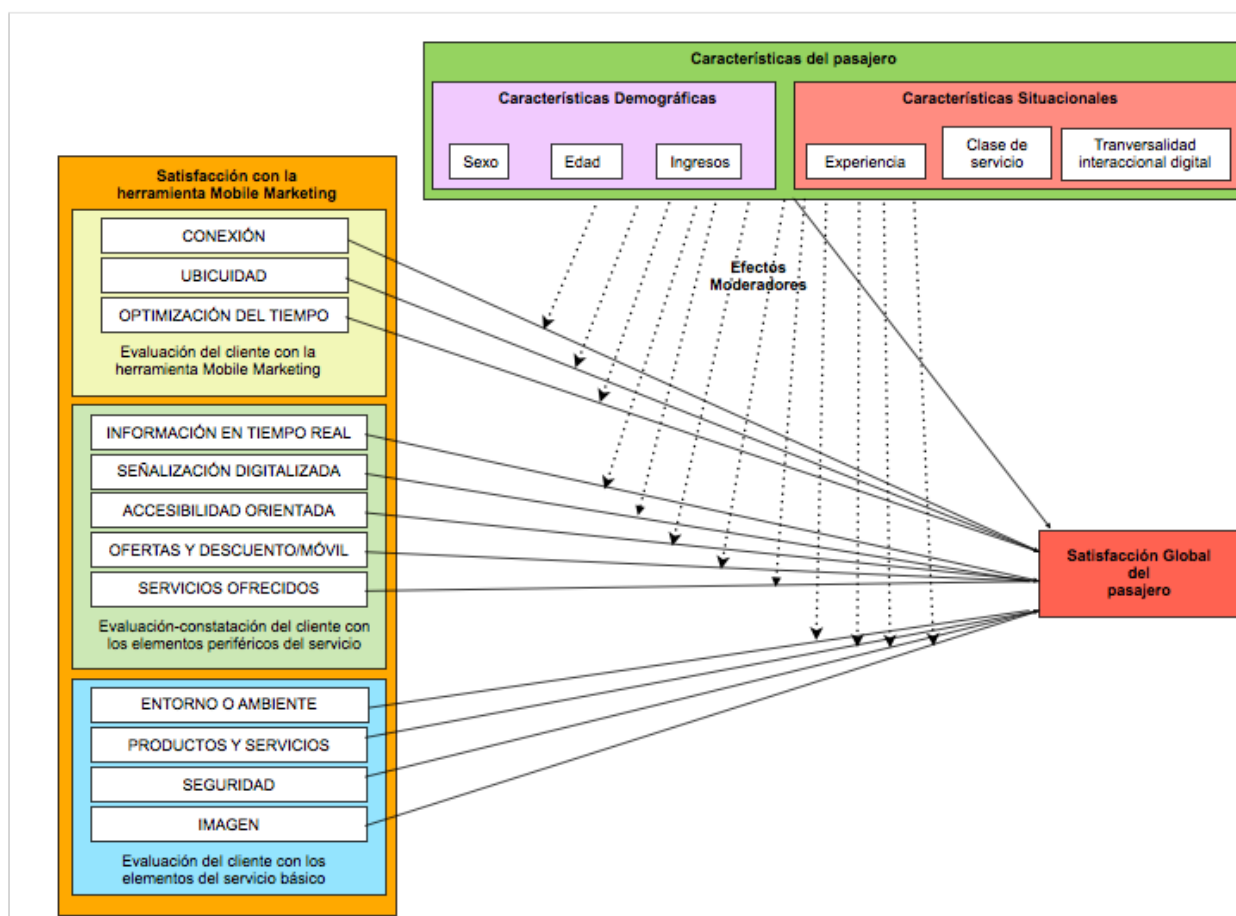 Características del pasajero
Características Demográficas
Sexo
Edad
Ingresos
Características Situacionales
Experiencia
Clase de
servicio
Tranversalidad
interaccional digital
Satisfacción con la
herramienta Mobile Marketing
CONEXIÓN
UBICUIDAD
OPTIMIZACIÓN DEL TIEMPO
Evaluación del cliente con la
herramienta Mobile Marketing
INFORMACIÓN EN TIEMPO REAL
SEÑALIZACIÓN DIGITALIZADA
ACCESIBILIDAD ORIENTADA
OFERTAS Y DESCUENTO/MÓVIL
SERVICIOS OFRECIDOS
Evaluación-constatación del cliente con
los elementos periféricos del servicio
ENTORNO O AMBIENTE
PRODUCTOS Y SERVICIOS
SEGURIDAD
IMAGEN
Evaluación del cliente con los
elementos del servicio básico
Efectos
Moderadores
Satisfacción Global
del
pasajero